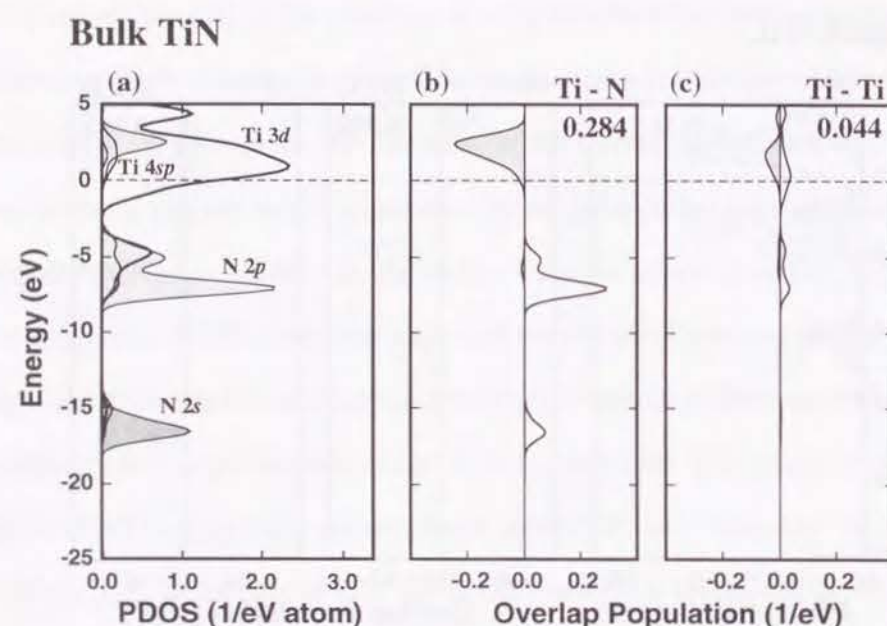 Bulk TiN
(a)
(b) Ti - N
(c) Ti - Ti
0.284
0.044
Ti 3d
Ti 4sp
N 2p
N 2s
5
0
-5
-10
-15
-20
-25
Energy (eV)
0.0 1.0 2.0 3.0
-0.2 0.0 0.2
-0.2 0.0 0.2
PDOS (1/eV atom)
Overlap Population (1/eV)